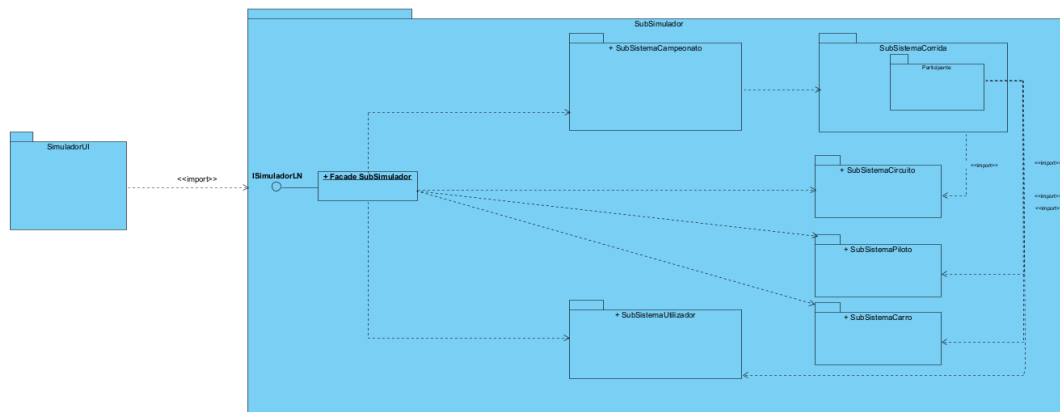 SubSimulador
+ SubSistemaCampeonato
SubSistemaCorrida
Participante
SimuladorUI
<<import>>
ISimuladorLN
+ Facade SubSimulador
<<import>>
<<import>>
+ SubSistemaCircuito
<<import>>
<<import>>
+ SubSistemaPiloto
+ SubSistemaUtilizador
+ SubSistemaCarro